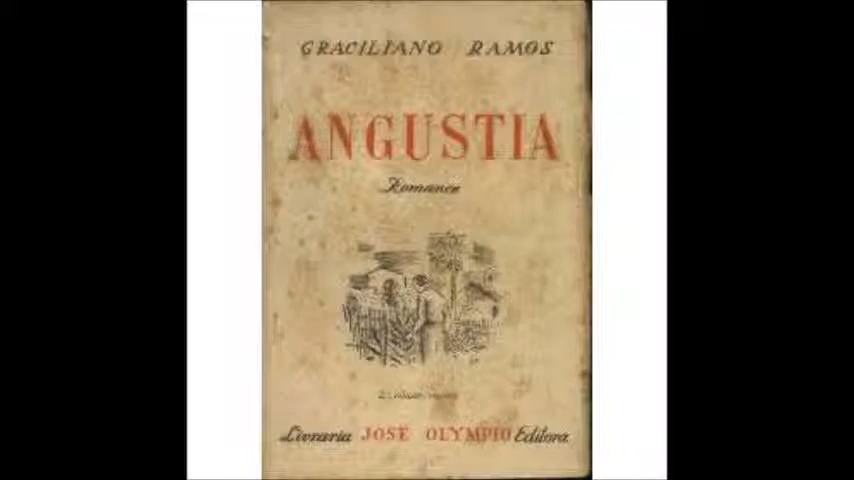 GRACILIANO RAMOS
ANGUSTIA
Romance
Livraria JOSÉ OLYMPIO Editora